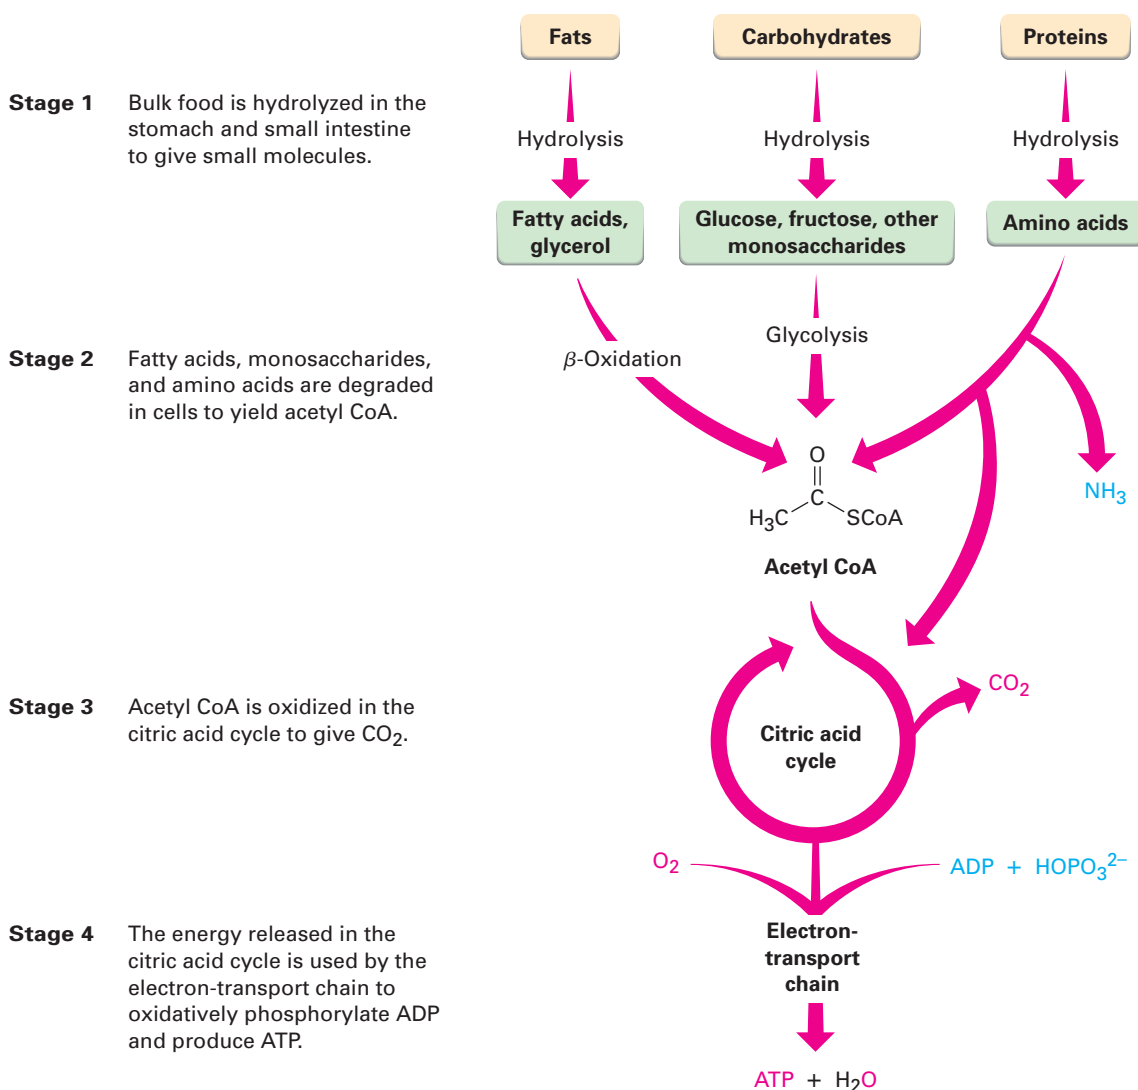 Fats
Carbohydrates
Proteins
Stage 1
Bulk food is hydrolyzed in the
stomach and small intestine
to give small molecules.
Hydrolysis
Hydrolysis
Hydrolysis
Fatty acids,
glycerol
Glucose, fructose, other
monosaccharides
Amino acids
Stage 2
Fatty acids, monosaccharides,
and amino acids are degraded
in cells to yield acetyl CoA.
β-Oxidation
Glycolysis
NH₃
O
C
H₃C
SCoA
Acetyl CoA
Stage 3
Acetyl CoA is oxidized in the
citric acid cycle to give CO₂.
Citric acid
cycle
CO₂
O₂
ADP + HOPO₃²⁻
Stage 4
The energy released in the
citric acid cycle is used by the
electron-transport chain to
oxidatively phosphorylate ADP
and produce ATP.
Electron-
transport
chain
ATP + H₂O